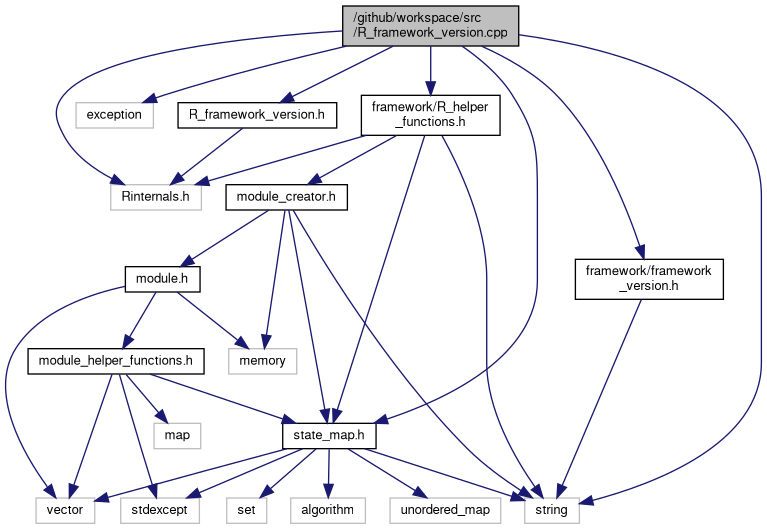 /github/workspace/src
/R_framework_version.cpp
exception
R_framework_version.h
framework/R_helper
_functions.h
Rinternals.h
module_creator.h
module.h
framework/framework
_version.h
module_helper_functions.h
memory
map
state_map.h
vector
stdexcept
set
algorithm
unordered_map
string